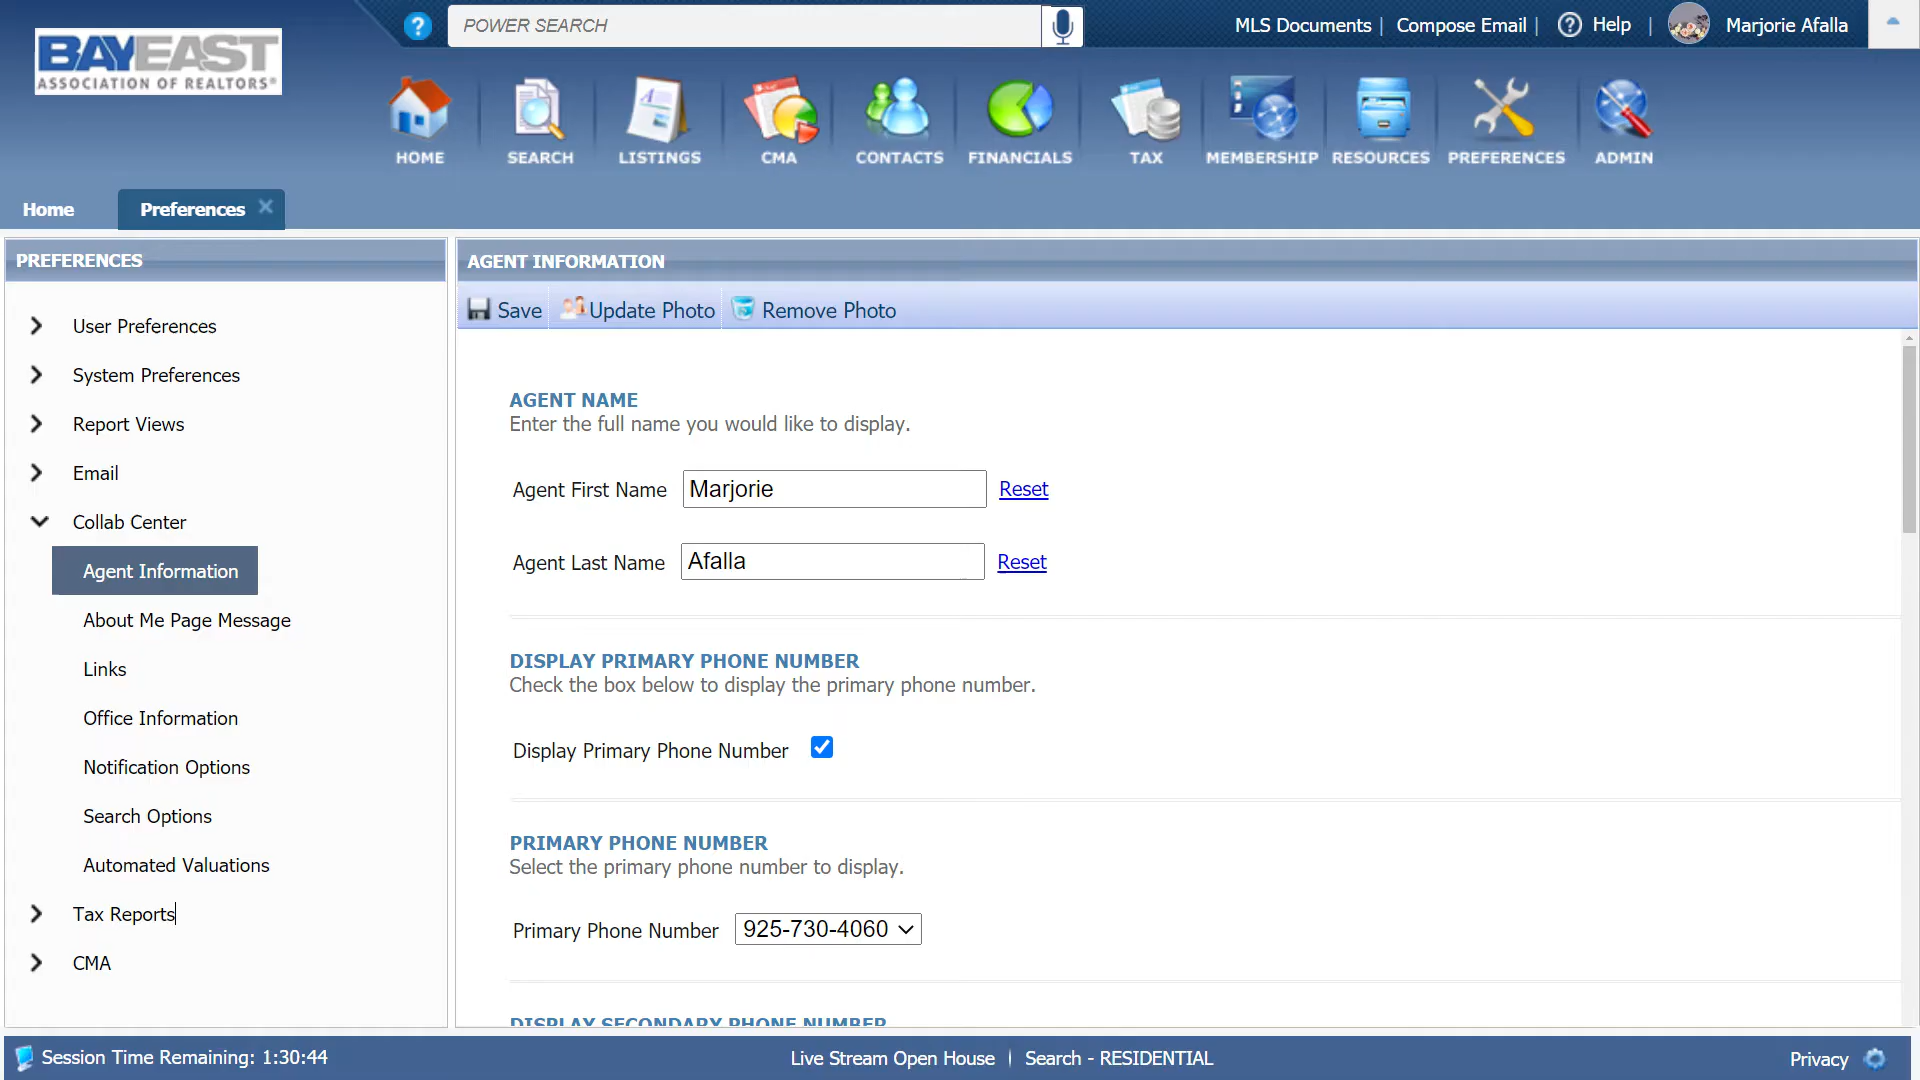 BAYEAST
ASSOCIATION OF REALTORS®
?
POWER SEARCH
MLS Documents | Compose Email | ? Help | Marjorie Afalla
HOME
SEARCH
LISTINGS
CMA
CONTACTS
FINANCIALS
TAX
MEMBERSHIP
RESOURCES
PREFERENCES
ADMIN
Home
Preferences
PREFERENCES
User Preferences
System Preferences
Report Views
Email
Collab Center
Agent Information
About Me Page Message
Links
Office Information
Notification Options
Search Options
Automated Valuations
Tax Reports
CMA
AGENT INFORMATION
Save
Update Photo
Remove Photo
AGENT NAME
Enter the full name you would like to display.
Agent First Name Marjorie Reset
Agent Last Name Afalla Reset
DISPLAY PRIMARY PHONE NUMBER
Check the box below to display the primary phone number.
Display Primary Phone Number
PRIMARY PHONE NUMBER
Select the primary phone number to display.
Primary Phone Number 925-730-4060
DISPLAY SECONDARY PHONE NUMBER
Session Time Remaining: 1:30:44
Live Stream Open House | Search - RESIDENTIAL
Privacy